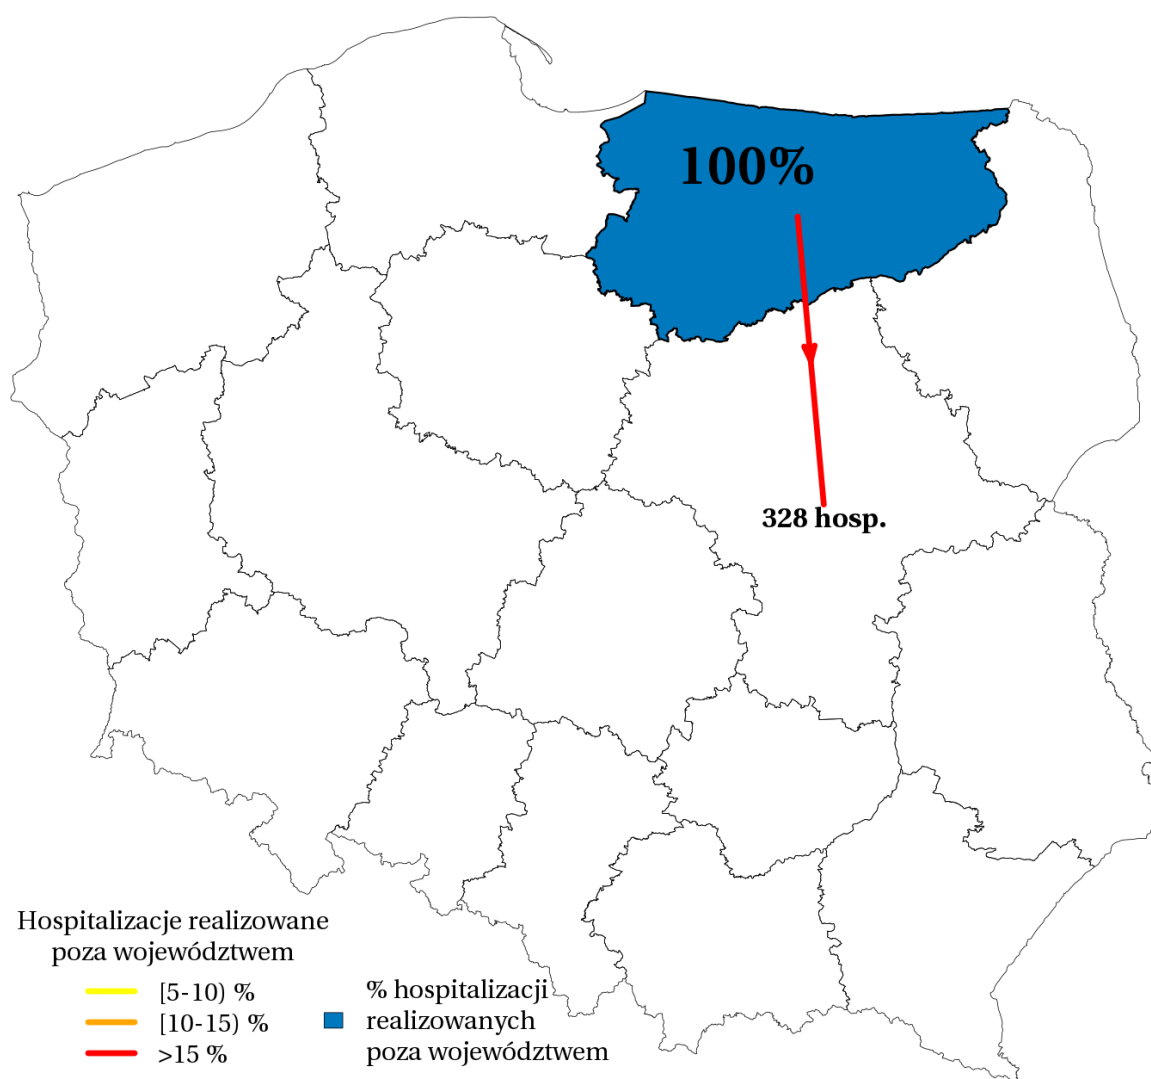 100%
328 hosp.
Hospitalizacje realizowane
poza województwem
[5-10) %
[10-15) %
>15 %
% hospitalizacji
realizowanych
poza województwem